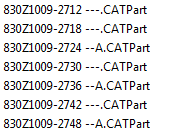 830Z1009-2712 ---.CATPart
830Z1009-2718 ---.CATPart
830Z1009-2724 --A.CATPart
830Z1009-2730 ---.CATPart
830Z1009-2736 --A.CATPart
830Z1009-2742 ---.CATPart
830Z1009-2748 --A.CATPart